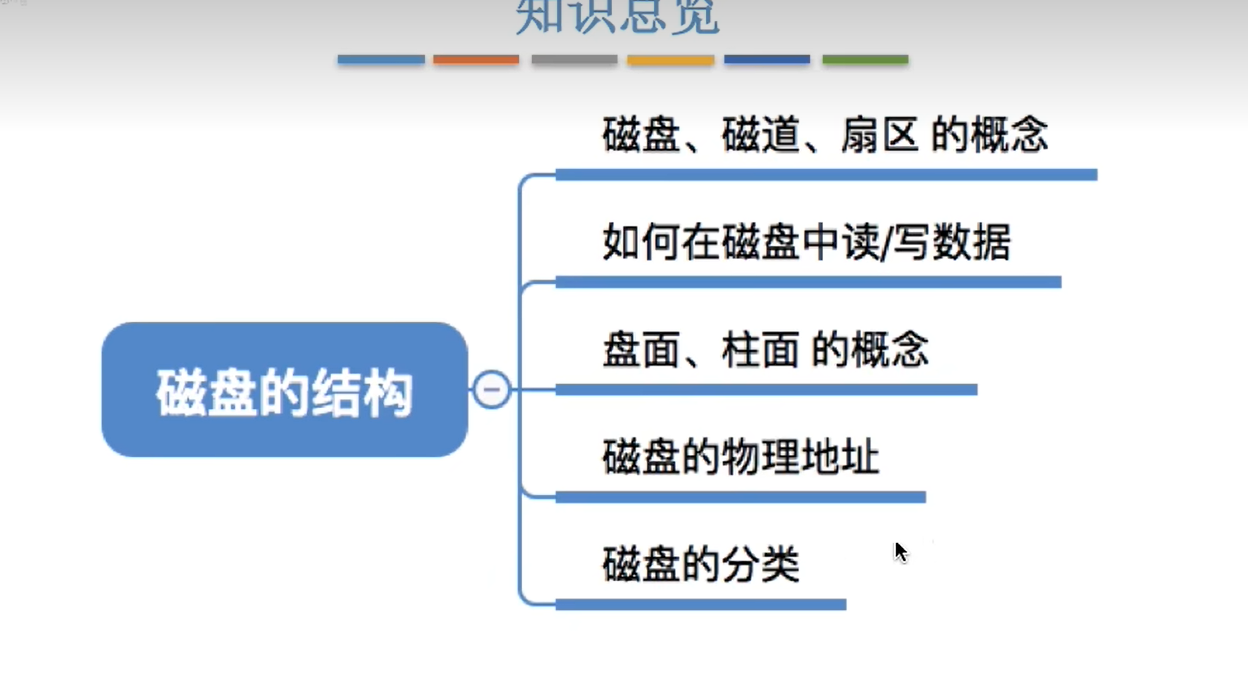 知识总览
磁盘、磁道、扇区 的概念
如何在磁盘中读/写数据
盘面、柱面 的概念
磁盘的结构
磁盘的物理地址
磁盘的分类